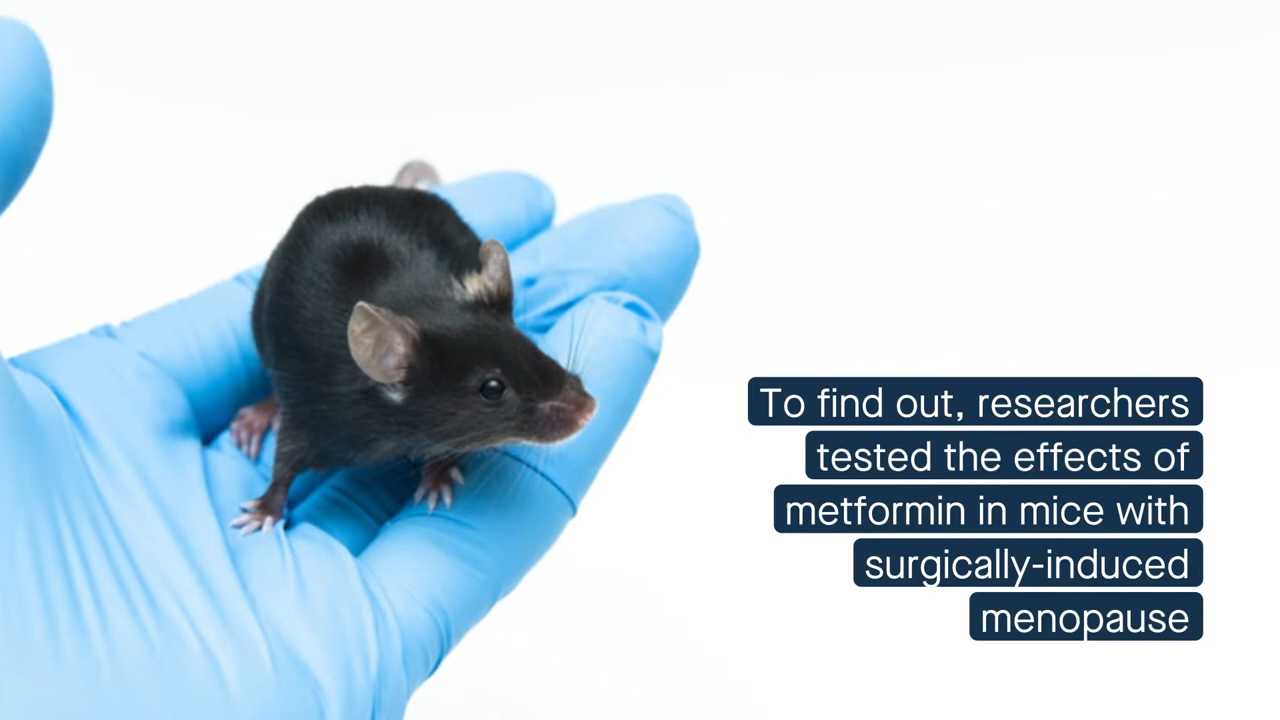 To find out, researchers
tested the effects of
metformin in mice with
surgically-induced
menopause